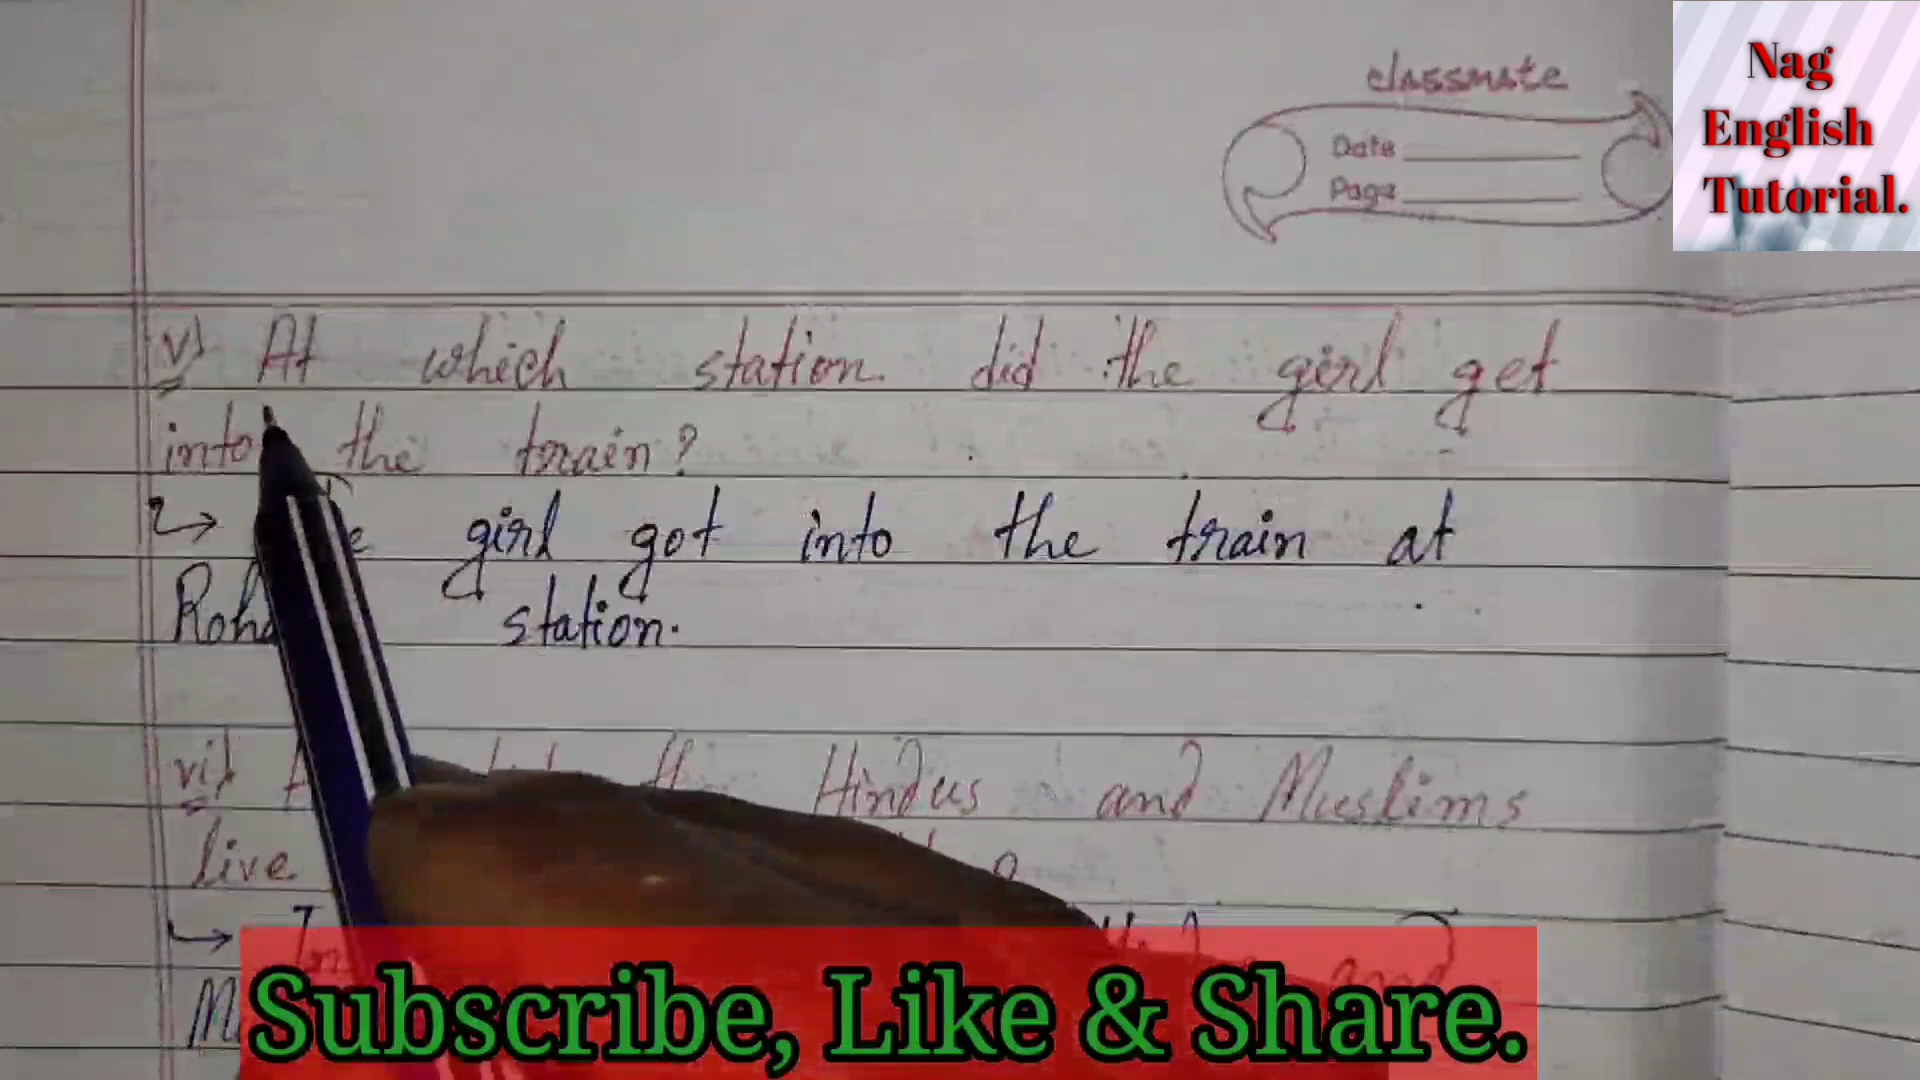 classmate
Date
Page
Nag
English
Tutorial.
v) At which station did the girl get
into the train?
girl got into the train at
station.
vi) Hindus and Muslims
live
Subscribe, Like & Share.